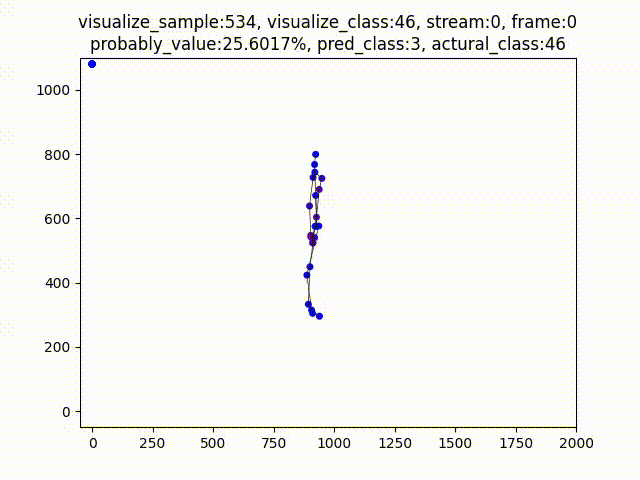 visualize_sample:534, visualize_class:46, stream:0, frame:0
probably_value:25.6017%, pred_class:3, actural_class:46
1000
800
600
400
200
0
0 250 500 750 1000 1250 1500 1750 2000